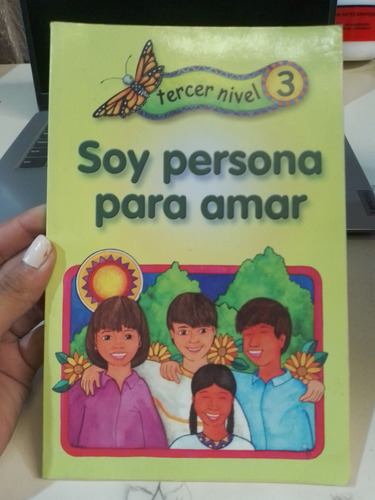 tercer nivel 3
Soy persona
para amar